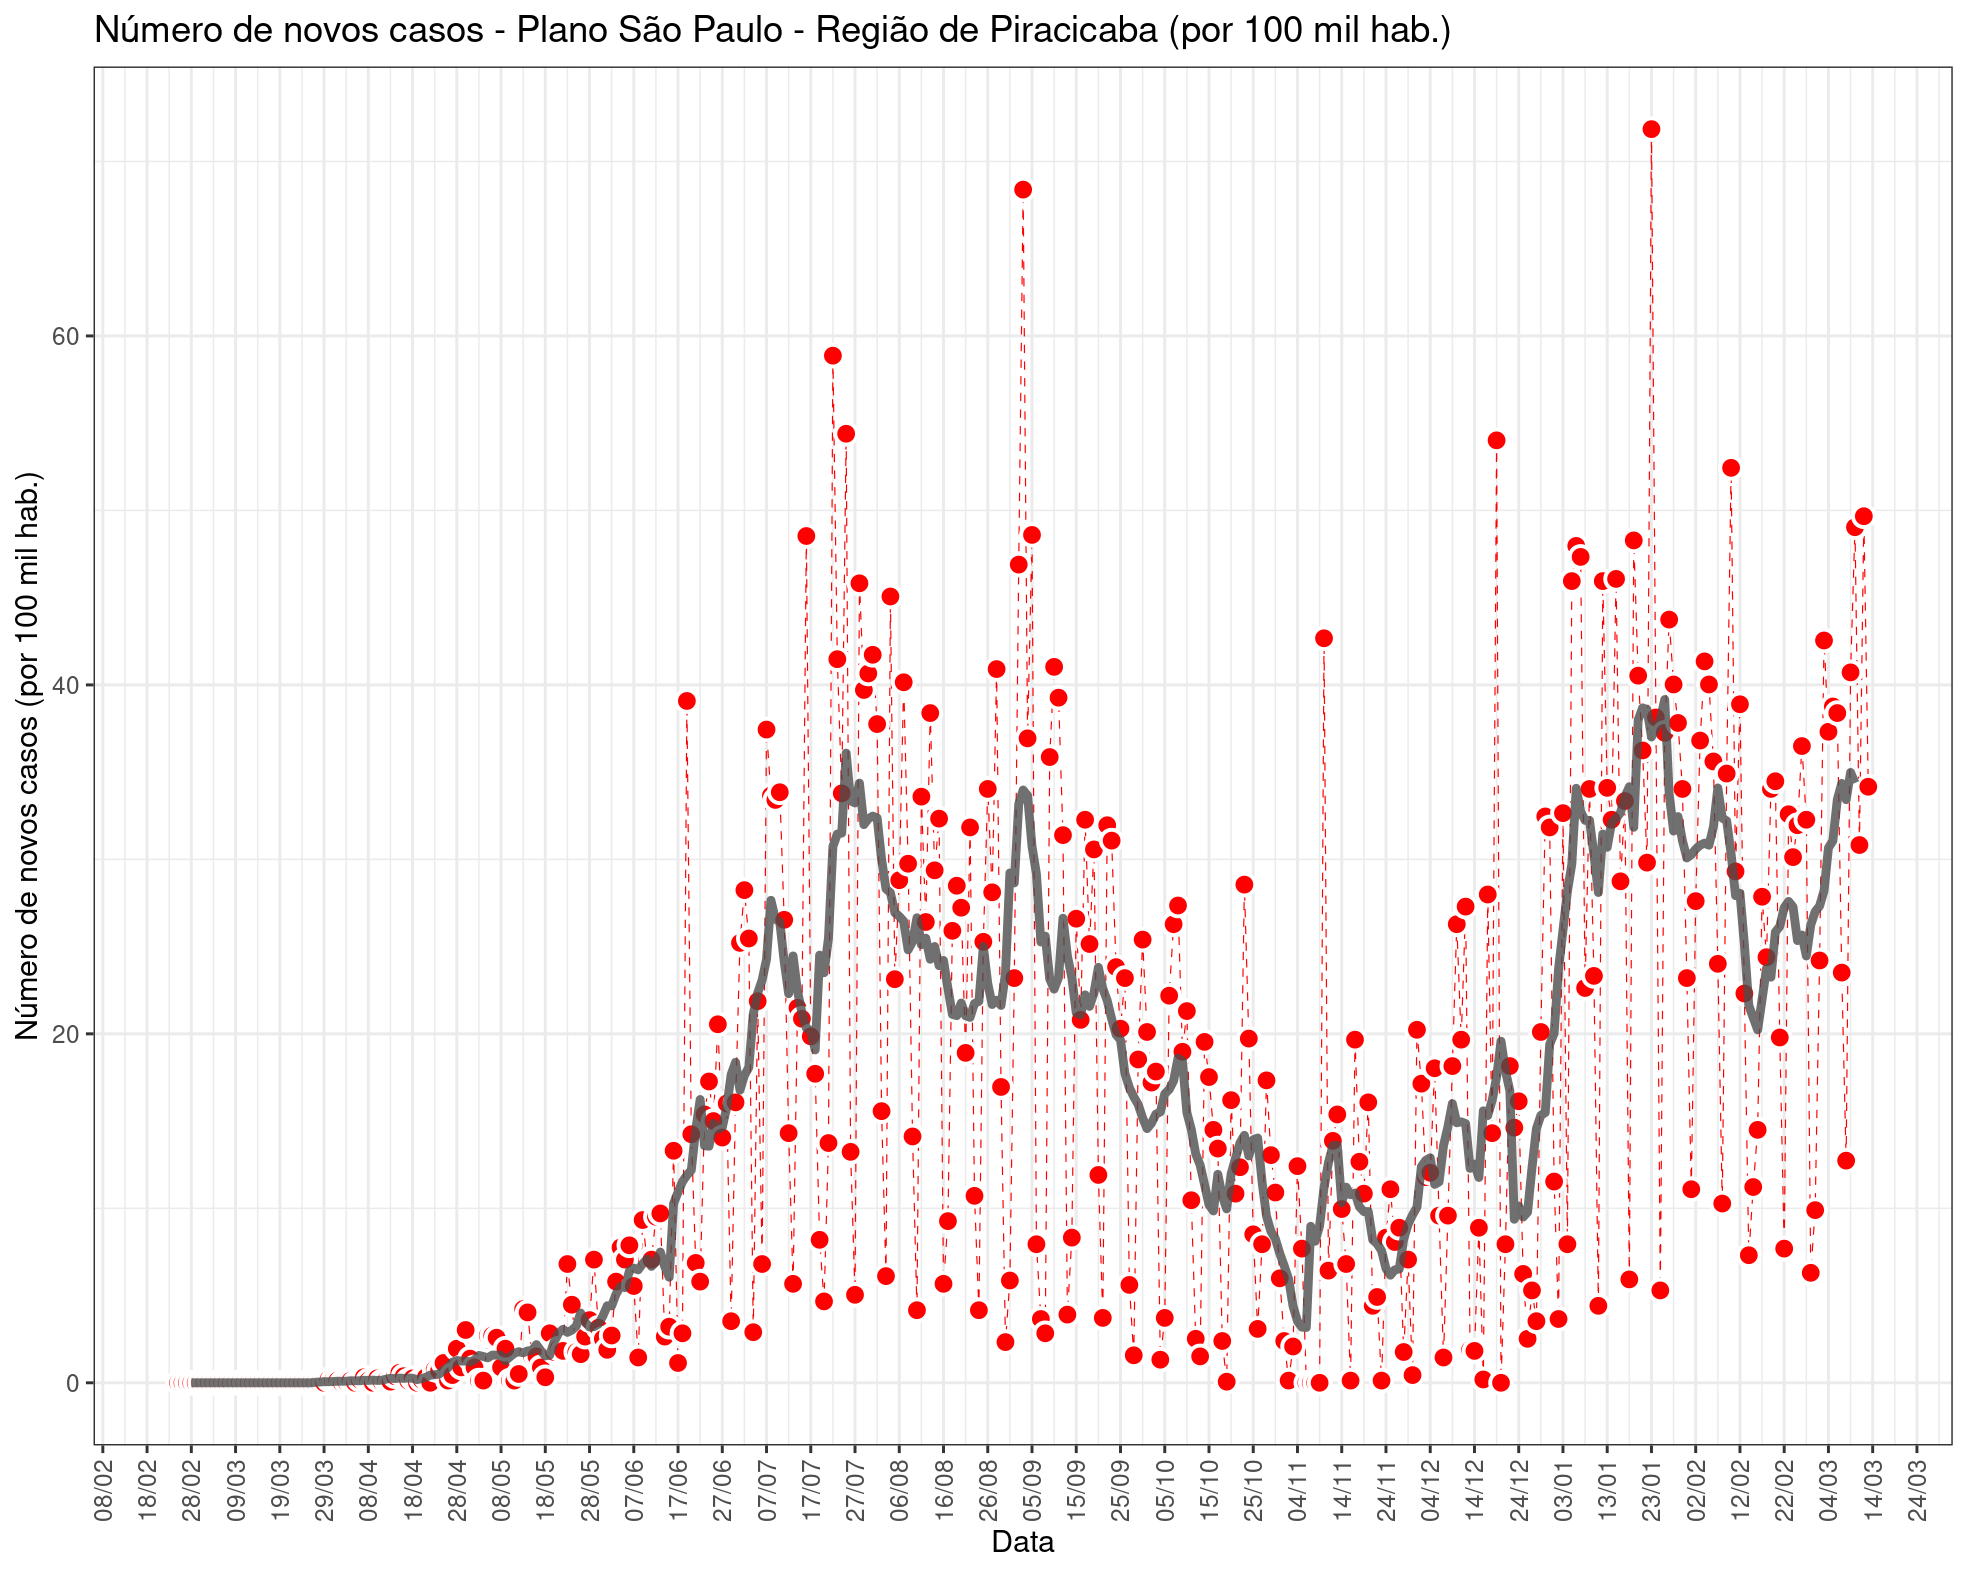 Número de novos casos - Plano São Paulo - Região de Piracicaba (por 100 mil hab.)
Número de novos casos (por 100 mil hab.)
60
40
20
0
08/02 18/02 28/02 09/03 19/03 29/03 08/04 18/04 28/04 08/05 18/05 28/05 07/06 17/06 27/06 07/07 17/07 27/07 06/08 16/08 26/08 05/09 15/09 25/09 05/10 15/10 25/10 04/11 14/11 24/11 04/12 14/12 24/12 03/01 13/01 23/01 02/02 12/02 22/02 04/03 14/03 24/03
Data